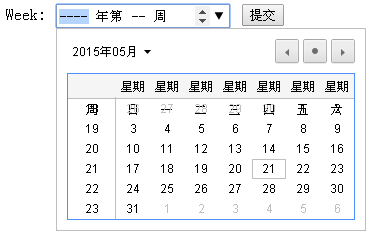 Week: ---- 年第 -- 周 提交
2015年05月
星期 星期 星期 星期 星期 星期 星期
周 日 一 二 三 四 五 六
19 3 4 5 6 7 8 9
20 10 11 12 13 14 15 16
21 17 18 19 20 21 22 23
22 24 25 26 27 28 29 30
23 31 1 2 3 4 5 6